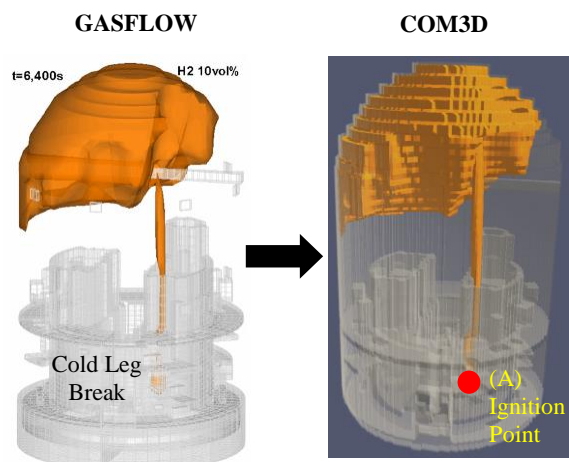 GASFLOW
COM3D
t=6,400s
H2 10vol%
Cold Leg
Break
(A)
Ignition
Point